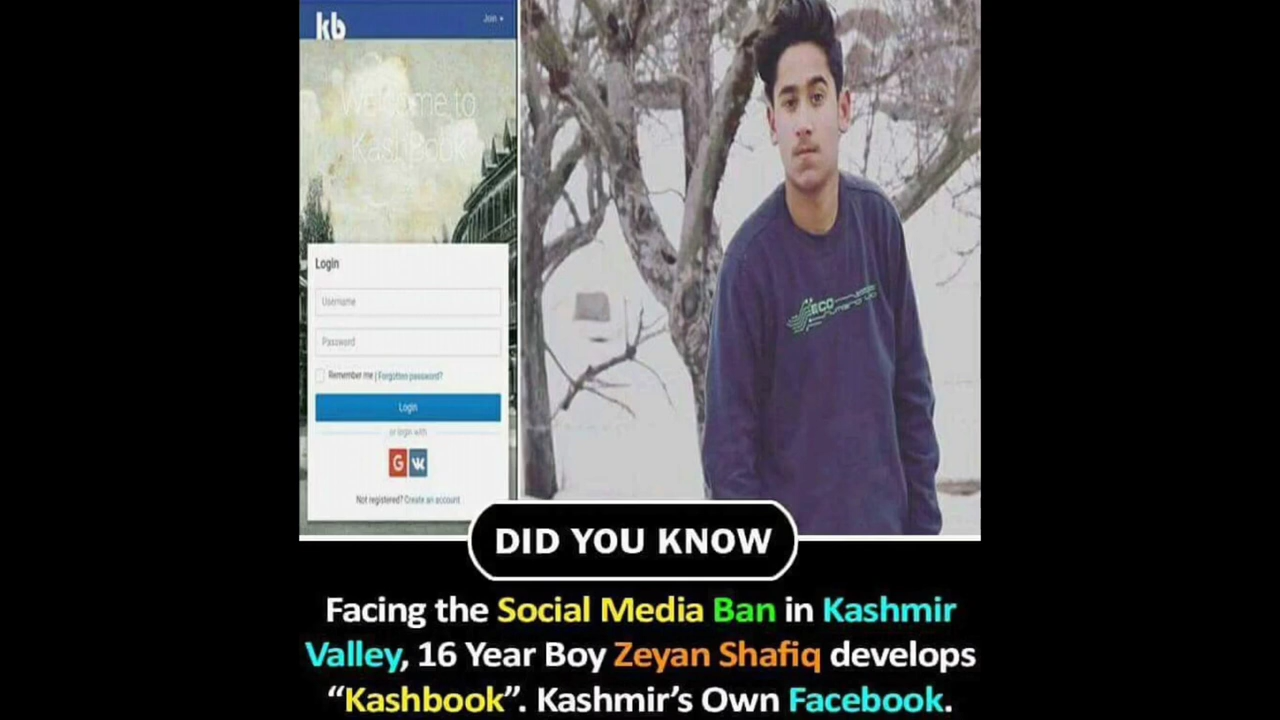 kb
Join
Welcome to
KashBook
Login
Username
Password
Remember me | Forgotten password?
Login
or login with
G
Not registered? Create an account
ECO
DID YOU KNOW
Facing the Social Media Ban in Kashmir
Valley, 16 Year Boy Zeyan Shafiq develops
“Kashbook”. Kashmir’s Own Facebook.